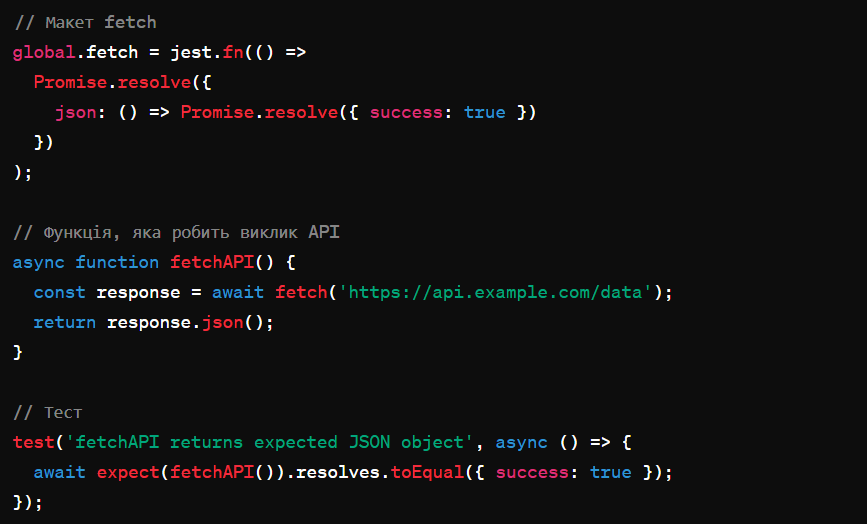 // Макет fetch
global.fetch = jest.fn(() =>
  Promise.resolve({
    json: () => Promise.resolve({ success: true })
  })
);

// Функція, яка робить виклик API
async function fetchAPI() {
  const response = await fetch('https://api.example.com/data');
  return response.json();
}

// Тест
test('fetchAPI returns expected JSON object', async () => {
  await expect(fetchAPI()).resolves.toEqual({ success: true });
});